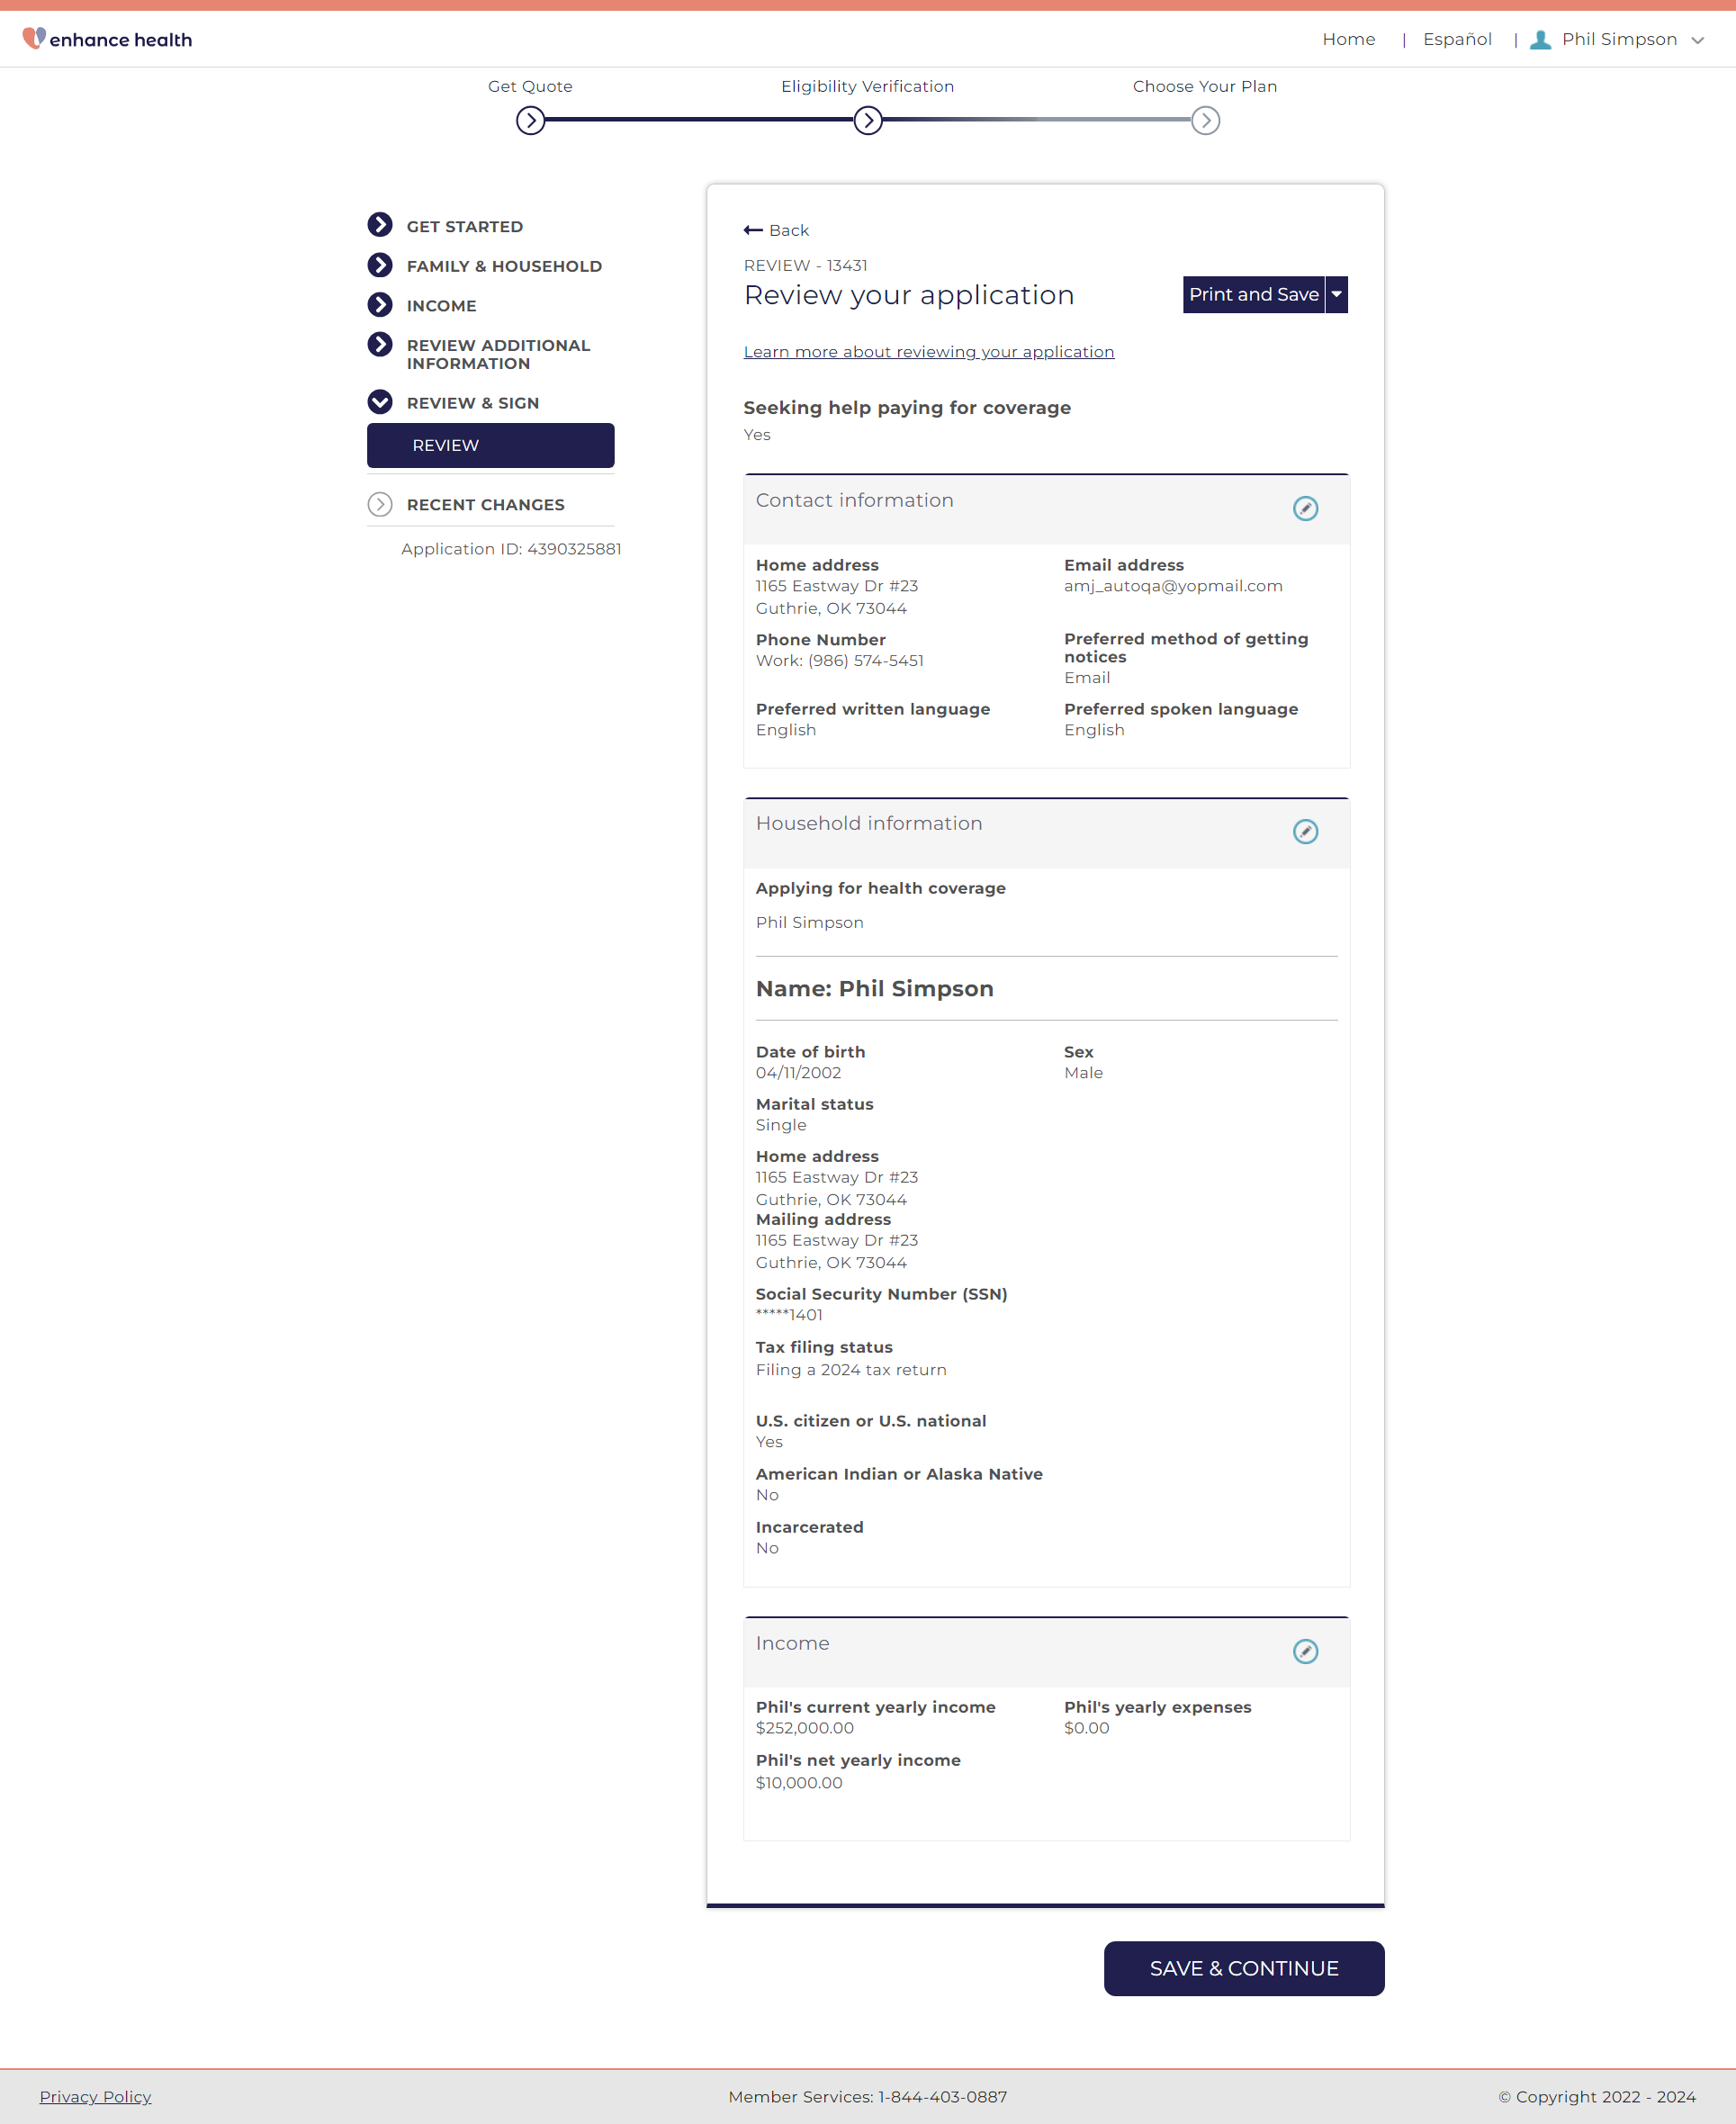 enhance health
Home | Español | Phil Simpson
Get Quote
Eligibility Verification
Choose Your Plan
GET STARTED
FAMILY & HOUSEHOLD
INCOME
REVIEW ADDITIONAL
INFORMATION
REVIEW & SIGN
REVIEW
RECENT CHANGES
Application ID: 4390325881
Back
REVIEW - 13431
Review your application
Print and Save
Learn more about reviewing your application
Seeking help paying for coverage
Yes
Contact information
Home address
1165 Eastway Dr #23
Guthrie, OK 73044
Email address
amj_autoqa@yopmail.com
Phone Number
Work: (986) 574-5451
Preferred method of getting
notices
Email
Preferred written language
English
Preferred spoken language
English
Household information
Applying for health coverage
Phil Simpson
Name: Phil Simpson
Date of birth
04/11/2002
Sex
Male
Marital status
Single
Home address
1165 Eastway Dr #23
Guthrie, OK 73044
Mailing address
1165 Eastway Dr #23
Guthrie, OK 73044
Social Security Number (SSN)
*****1401
Tax filing status
Filing a 2024 tax return
U.S. citizen or U.S. national
Yes
American Indian or Alaska Native
No
Incarcerated
No
Income
Phil's current yearly income
$252,000.00
Phil's yearly expenses
$0.00
Phil's net yearly income
$10,000.00
SAVE & CONTINUE
Privacy Policy
Member Services: 1-844-403-0887
© Copyright 2022 - 2024